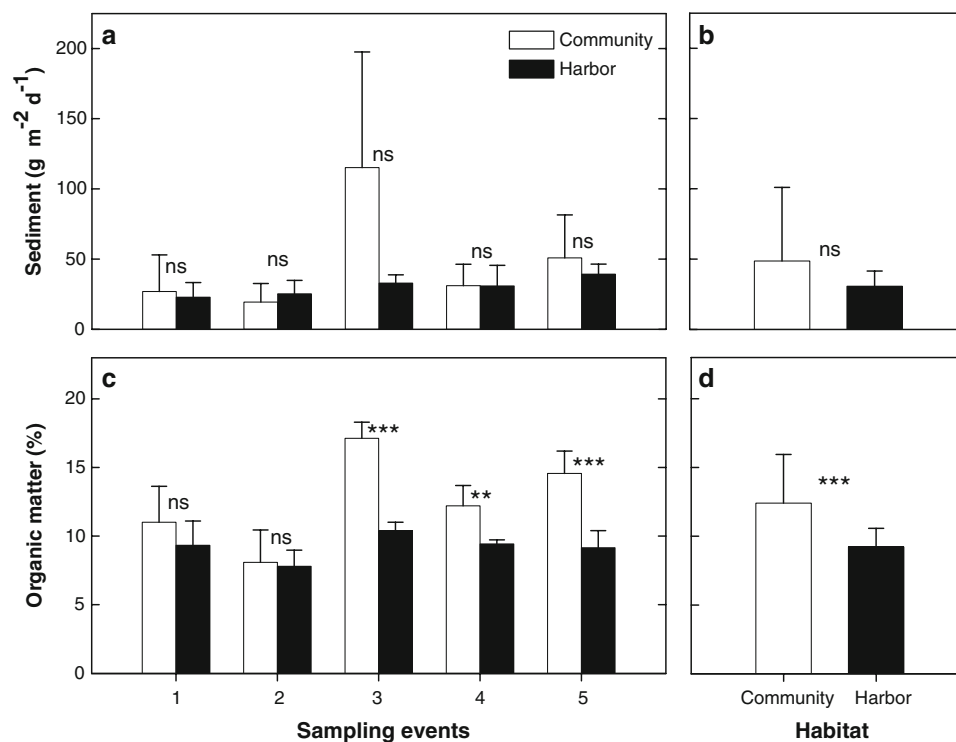 a
Community
Harbor
b
200
150
100
50
0
Sediment (g m-2 d-1)
ns
ns
ns
ns
ns
ns
c
d
20
15
10
5
0
Organic matter (%)
ns
ns
***
**
***
***
1 2 3 4 5
Community Harbor
Sampling events
Habitat